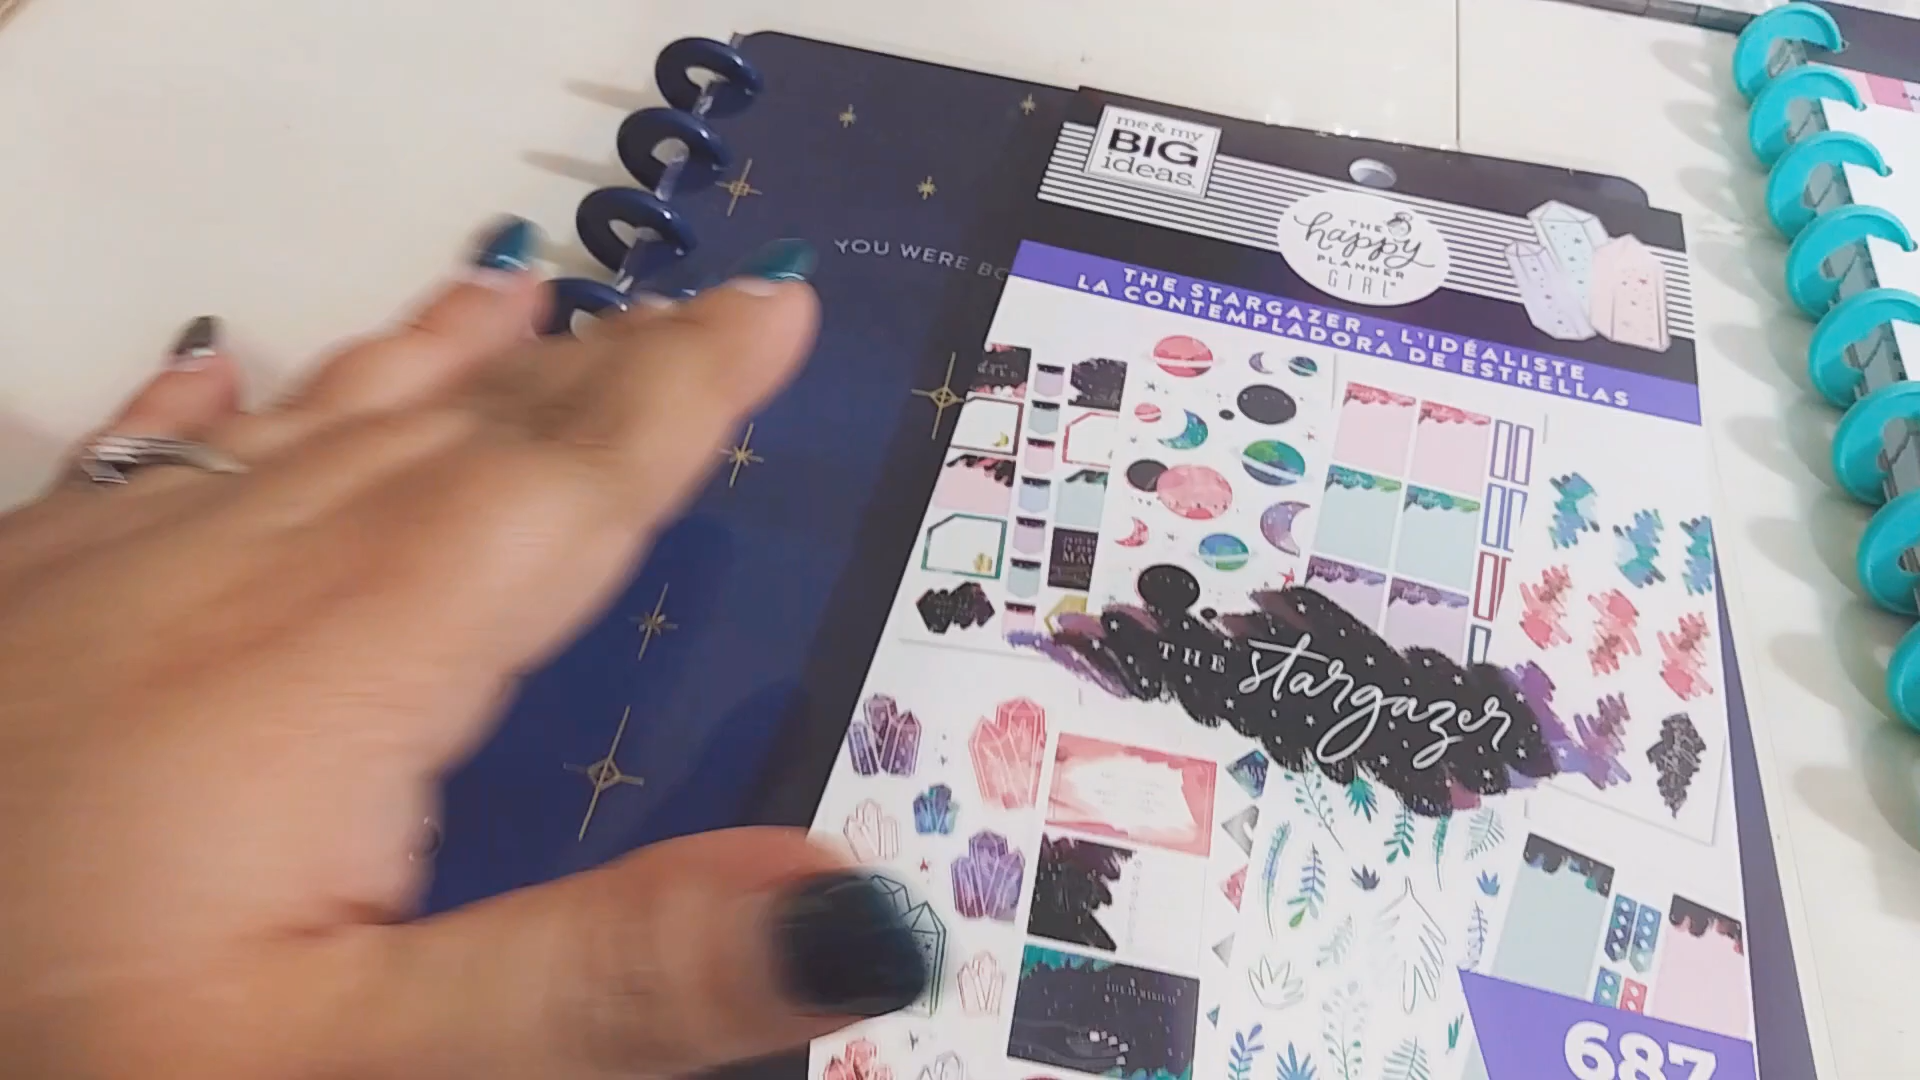 YOU WERE BO
me & my
BIG
ideas.
THE
happy
PLANNER
GIRL
THE STARGAZER • L'IDÉALISTE
LA CONTEMPLADORA DE ESTRELLAS
THE stargazer
687